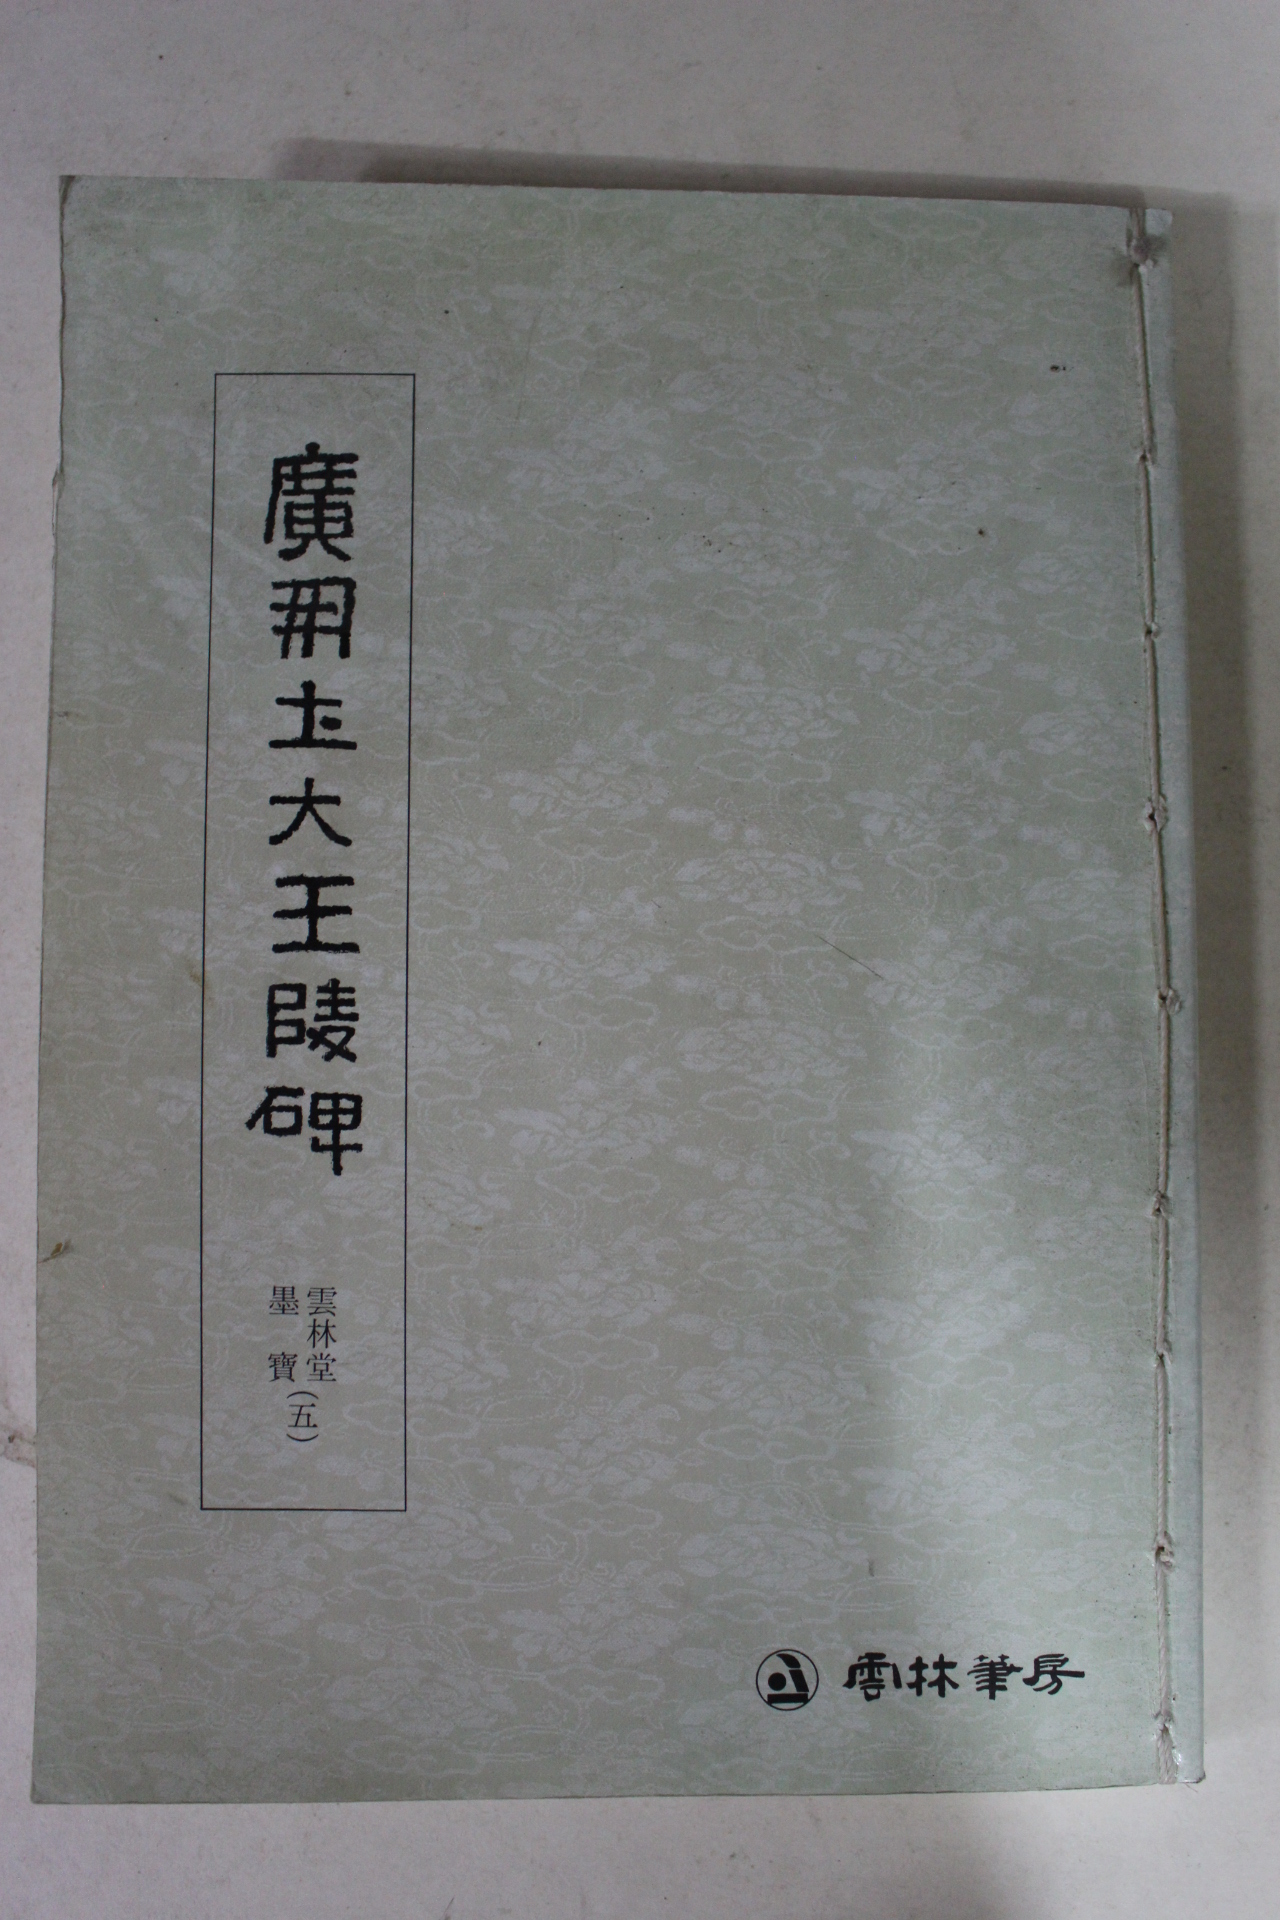 廣開土大王陵碑
雲林堂
墨寶
(五)
雲林筆房